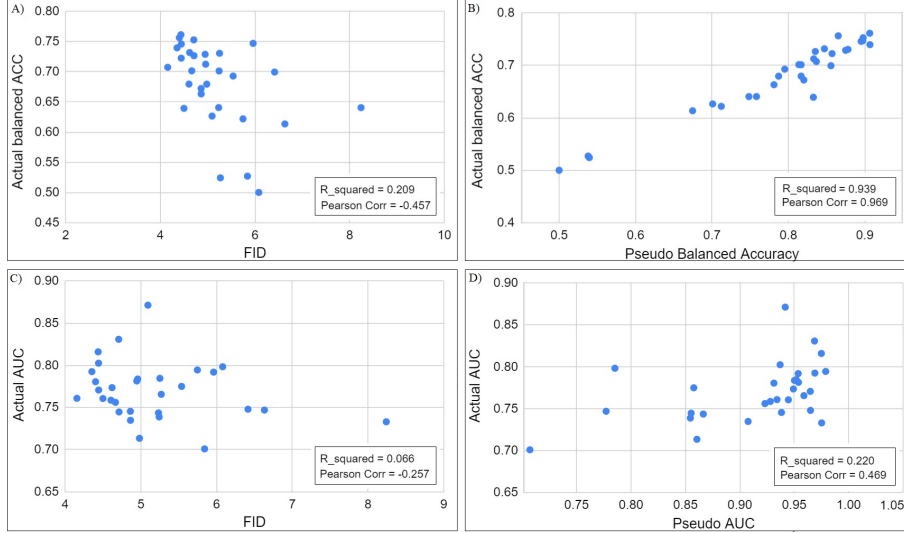 A)
Actual balanced ACC
0.80
0.75
0.70
0.65
0.60
0.55
0.50
0.45
2 4 6 8 10
FID
R_squared = 0.209
Pearson Corr = -0.457
B)
Actual balanced ACC
0.8
0.7
0.6
0.5
0.4
0.5 0.6 0.7 0.8 0.9
Pseudo Balanced Accuracy
R_squared = 0.939
Pearson Corr = 0.969
C)
Actual AUC
0.90
0.85
0.80
0.75
0.70
0.65
4 5 6 7 8 9
FID
R_squared = 0.066
Pearson Corr = -0.257
D)
Actual AUC
0.90
0.85
0.80
0.75
0.70
0.65
0.75 0.80 0.85 0.90 0.95 1.00 1.05
Pseudo AUC
R_squared = 0.220
Pearson Corr = 0.469